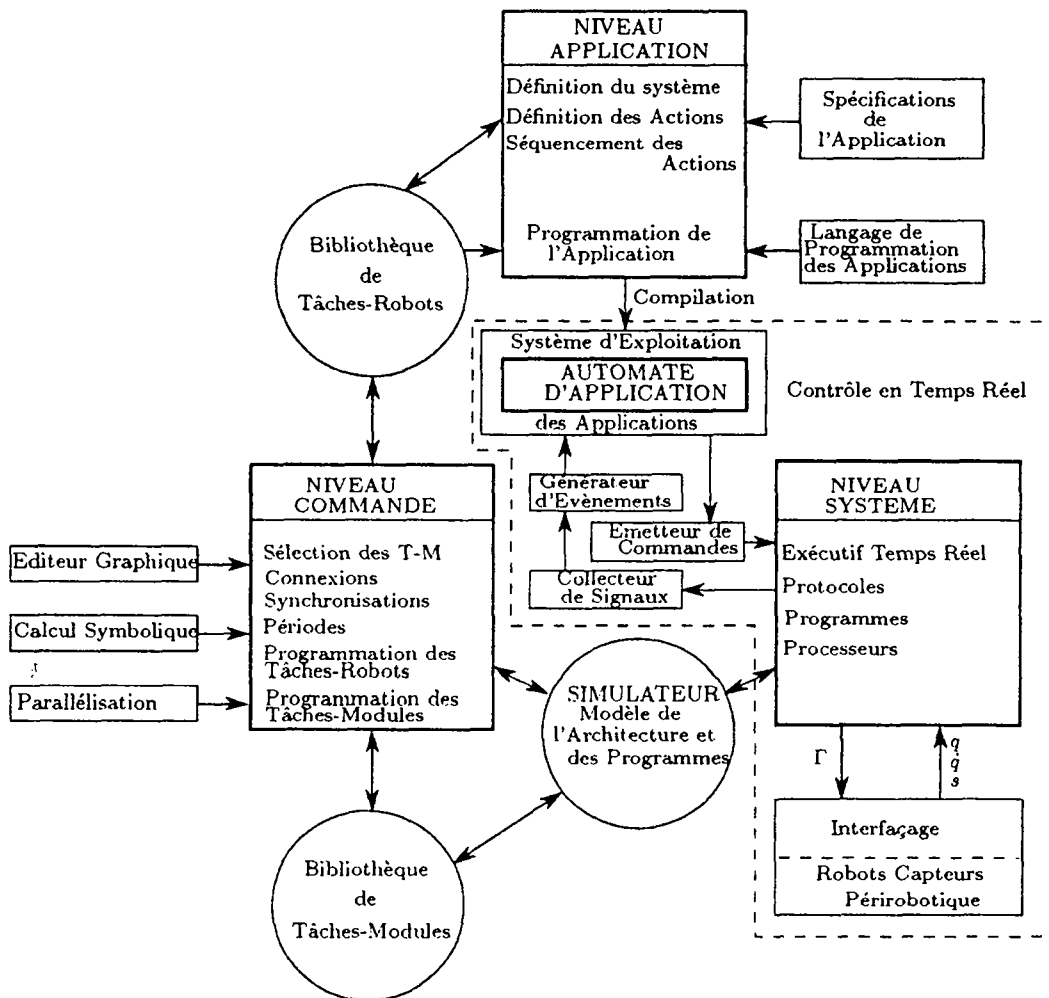 NIVEAU
APPLICATION
Définition du système
Définition des Actions
Séquencement des
Actions
Programmation de
l'Application
Spécifications
de
l'Application
Langage de
Programmation
des Applications
Bibliothèque
de
Tâches-Robots
Compilation
Système d'Exploitation
AUTOMATE
D'APPLICATION
des Applications
Contrôle en Temps Réel
Générateur
d'Evènements
Emetteur de
Commandes
Collecteur
de Signaux
NIVEAU
COMMANDE
Sélection des T-M
Connexions
Synchronisations
Périodes
Programmation des
Tâches-Robots
Programmation des
Tâches-Modules
Editeur Graphique
Calcul Symbolique
Parallélisation
NIVEAU
SYSTEME
Exécutif Temps Réel
Protocoles
Programmes
Processeurs
SIMULATEUR
Modèle de
l'Architecture et
des Programmes
Γ
q
q̇
s
Interfaçage
Robots Capteurs
Périrobotique
Bibliothèque
de
Tâches-Modules